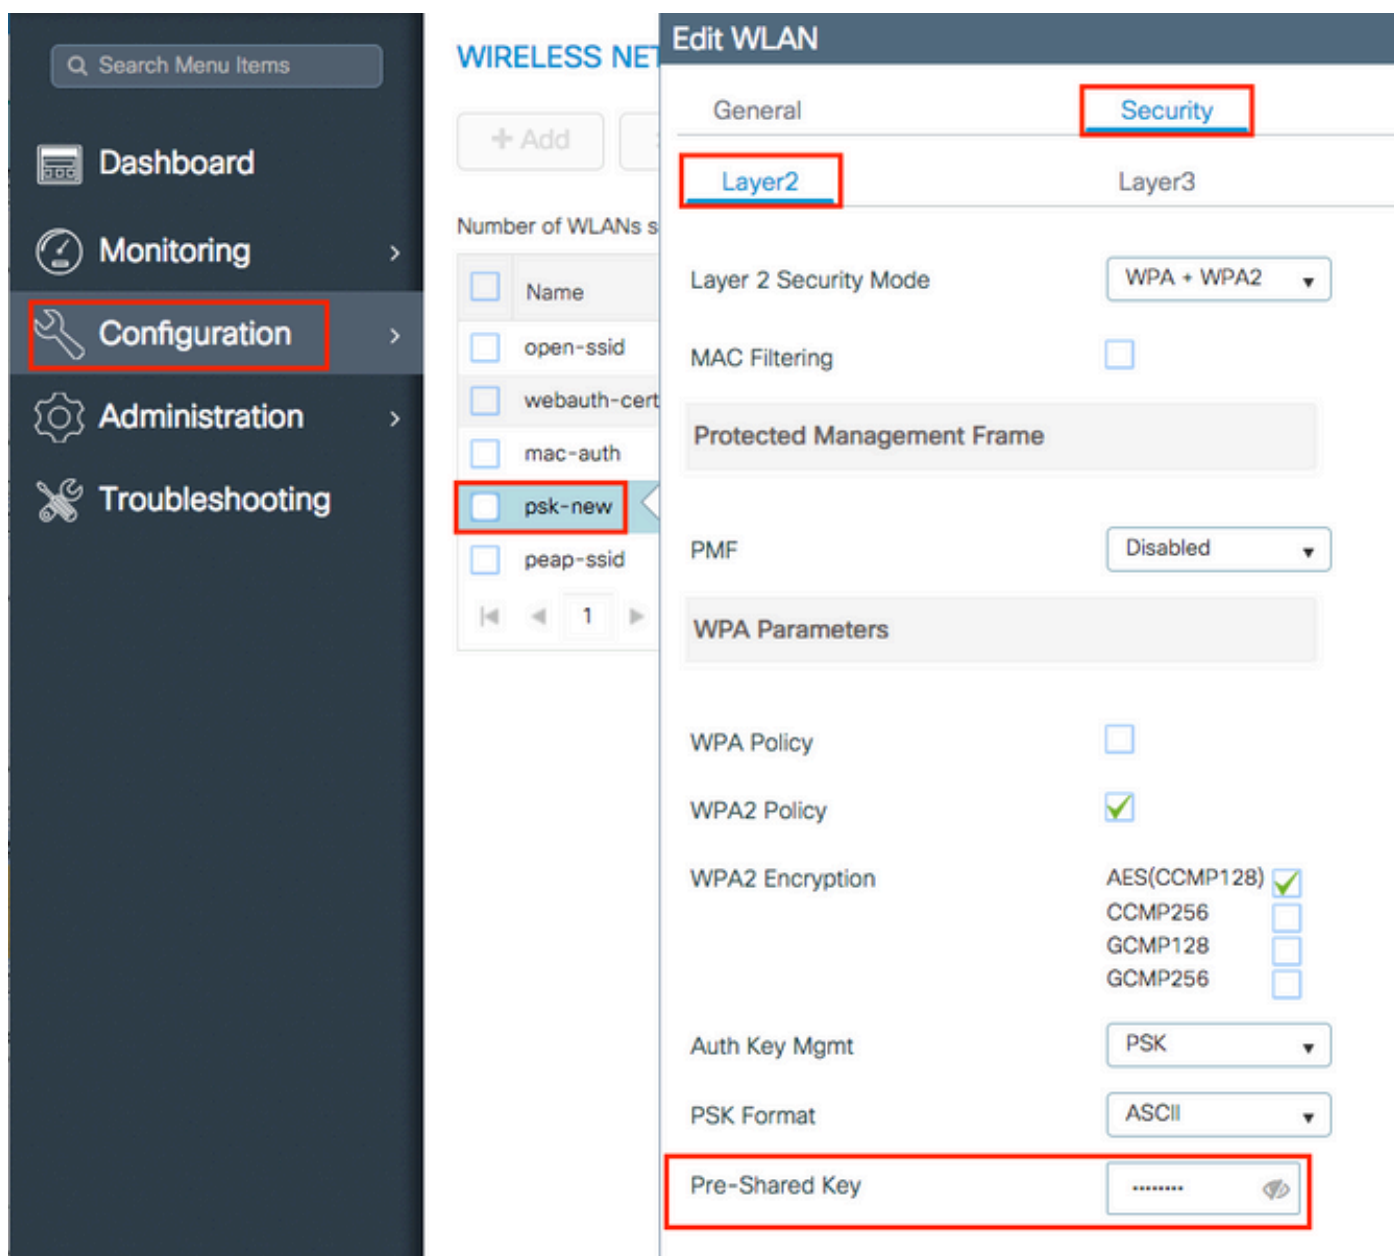 Search Menu Items
Dashboard
Monitoring
Configuration
Administration
Troubleshooting
+ Add
Number of WLANs
Name
open-ssid
webauth-cert
mac-auth
psk-new
peap-ssid
1
WIRELESS
Edit WLAN
General
Security
Layer2
Layer3
Layer 2 Security Mode
WPA + WPA2
MAC Filtering
Protected Management Frame
PMF
Disabled
WPA Parameters
WPA Policy
WPA2 Policy
WPA2 Encryption
AES(CCMP128)
CCMP256
GCMP128
GCMP256
Auth Key Mgmt
PSK
PSK Format
ASCII
Pre-Shared Key
········